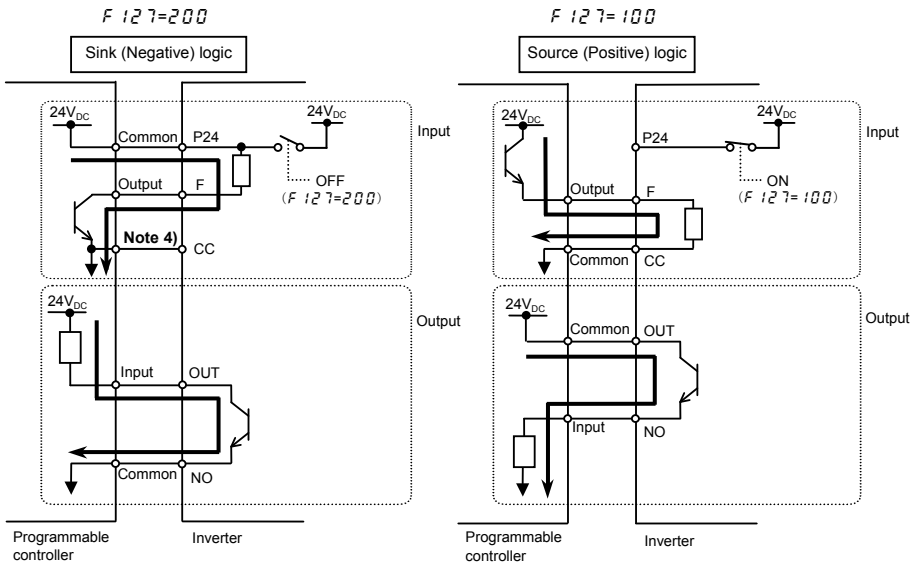 F127=200
Sink (Negative) logic
24VDC
Common
P24
24VDC
Input
Output
F
OFF
(F127=200)
Note 4)
CC
24VDC
Output
Input
OUT
Common
NO
Programmable
controller
Inverter
F127=100
Source (Positive) logic
24VDC
24VDC
Input
P24
Output
F
ON
(F127=100)
Common
CC
24VDC
Output
Common
OUT
Input
NO
Programmable
controller
Inverter